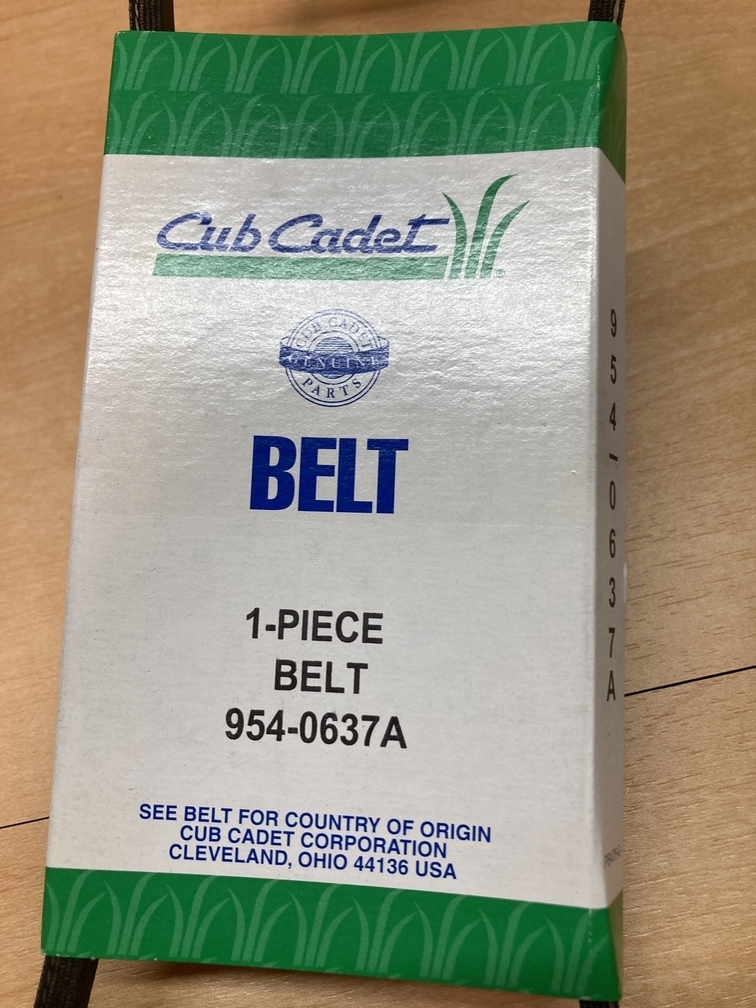 Cub Cadet
®
CUB CADET
GENUINE
PARTS
BELT
1-PIECE
BELT
954-0637A
SEE BELT FOR COUNTRY OF ORIGIN
CUB CADET CORPORATION
CLEVELAND, OHIO 44136 USA
954-0637A